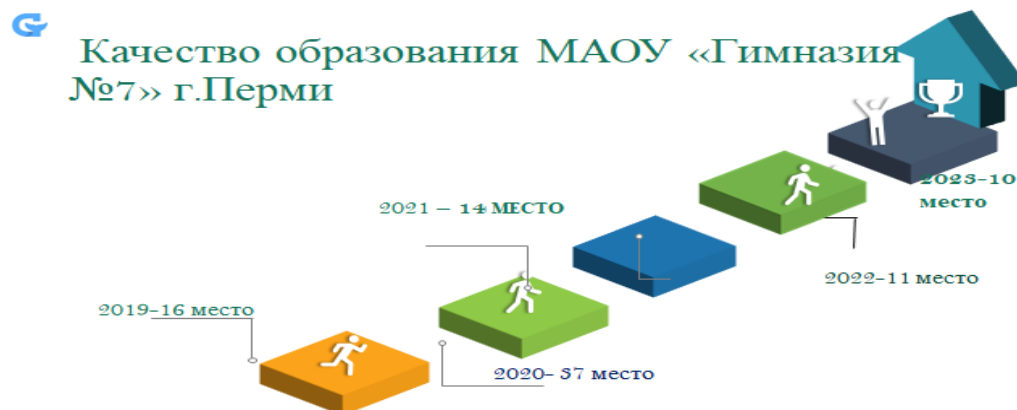 Качество образования МАОУ «Гимназия
№7» г.Перми
2023-10
место
2021 – 14 МЕСТО
2022-11 место
2019-16 место
2020- 37 место